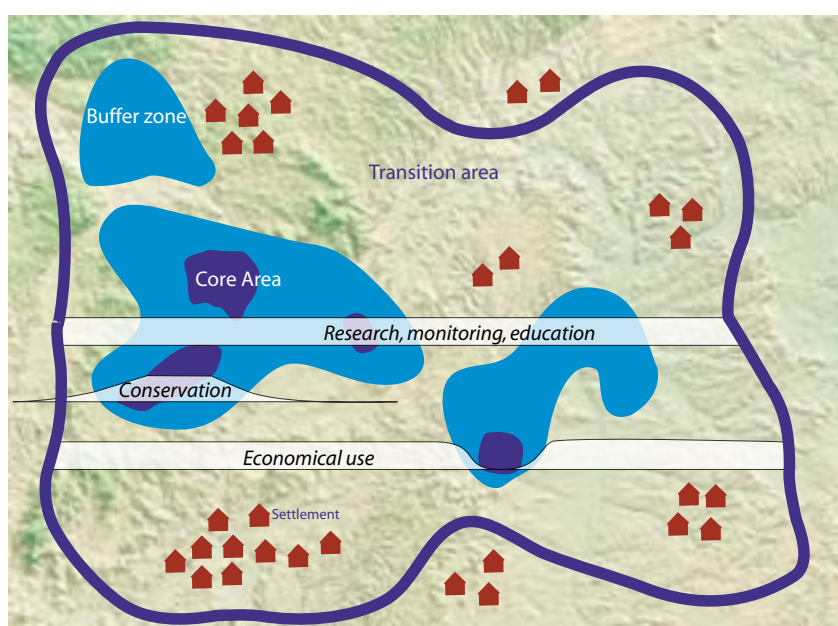 Buffer zone
Transition area
Core Area
Research, monitoring, education
Conservation
Economical use
Settlement